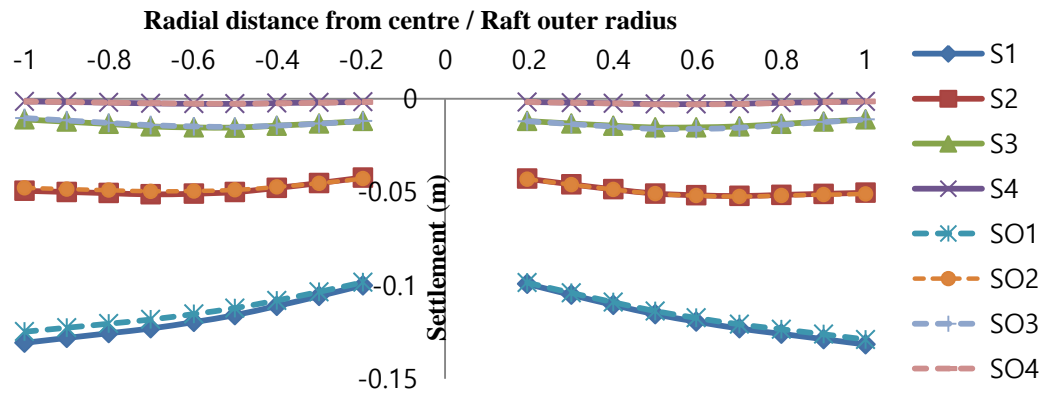 Radial distance from centre / Raft outer radius
-1 -0.8 -0.6 -0.4 -0.2 0 0.2 0.4 0.6 0.8 1
0
-0.05
-0.1
-0.15
Settlement (m)
S1
S2
S3
S4
SO1
SO2
SO3
SO4